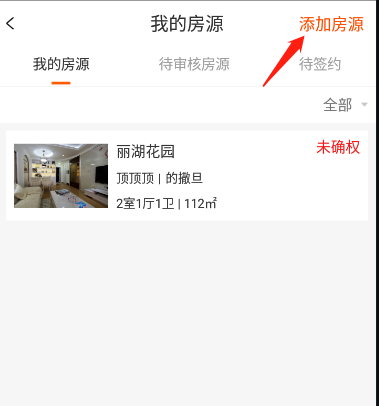 我的房源
添加房源
我的房源
待审核房源
待签约
全部
丽湖花园
未确权
顶顶顶 | 的撒旦
2室1厅1卫 | 112㎡